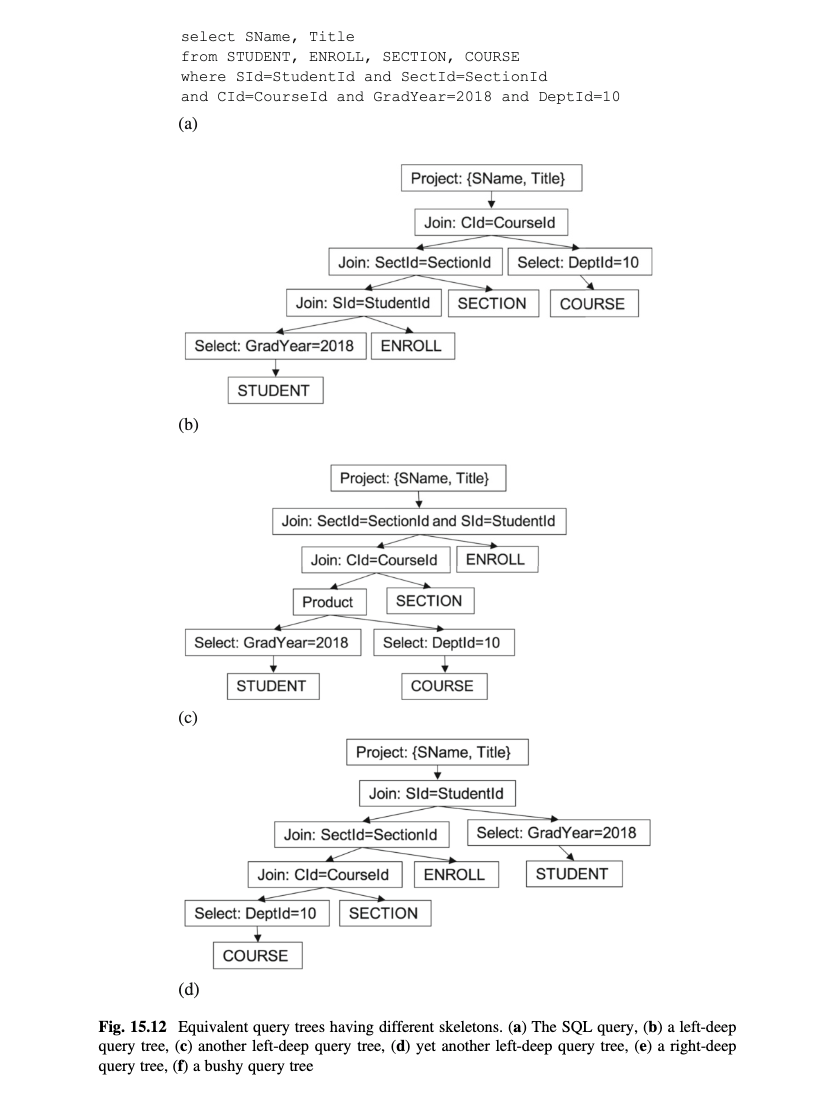 select SName, Title
from STUDENT, ENROLL, SECTION, COURSE
where SId=StudentId and SectId=SectionId
and CId=CourseId and GradYear=2018 and DeptId=10
(a)
Project: {SName, Title}
Join: CId=CourseId
Join: SectId=SectionId
Select: DeptId=10
Join: SId=StudentId
SECTION
COURSE
Select: GradYear=2018
ENROLL
STUDENT
(b)
Project: {SName, Title}
Join: SectId=SectionId and SId=StudentId
Join: CId=CourseId
ENROLL
Product
SECTION
Select: GradYear=2018
Select: DeptId=10
STUDENT
COURSE
(c)
Project: {SName, Title}
Join: SId=StudentId
Join: SectId=SectionId
Select: GradYear=2018
Join: CId=CourseId
ENROLL
STUDENT
Select: DeptId=10
SECTION
COURSE
(d)
Fig. 15.12 Equivalent query trees having different skeletons. (a) The SQL query, (b) a left-deep
query tree, (c) another left-deep query tree, (d) yet another left-deep query tree, (e) a right-deep
query tree, (f) a bushy query tree